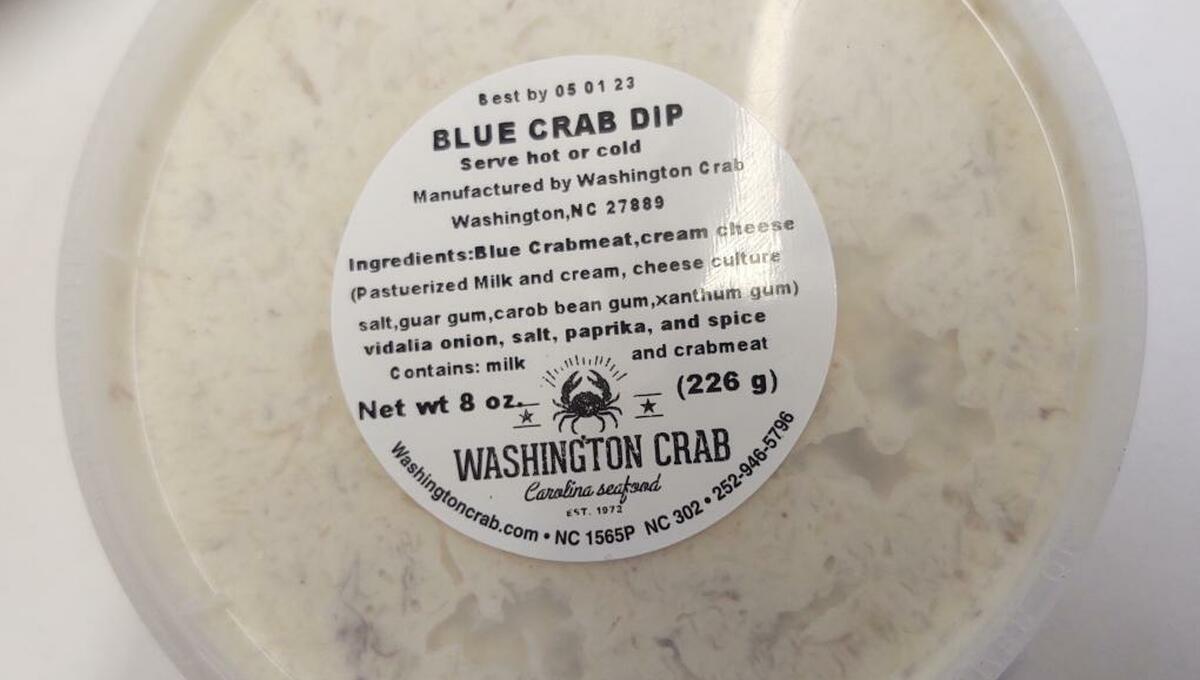 Best by 05 01 23
BLUE CRAB DIP
Serve hot or cold
Manufactured by Washington Crab
Washington,NC 27889
Ingredients:Blue Crabmeat,cream cheese
(Pastuerized Milk and cream, cheese culture
salt,guar gum,carob bean gum,xanthum gum)
vidalia onion, salt, paprika, and spice
Contains: milk and crabmeat
Net wt 8 oz. (226 g)
WASHINGTON CRAB
Carolina seafood
EST. 1972
Washingtoncrab.com • NC 1565P NC 302 • 252-946-5796